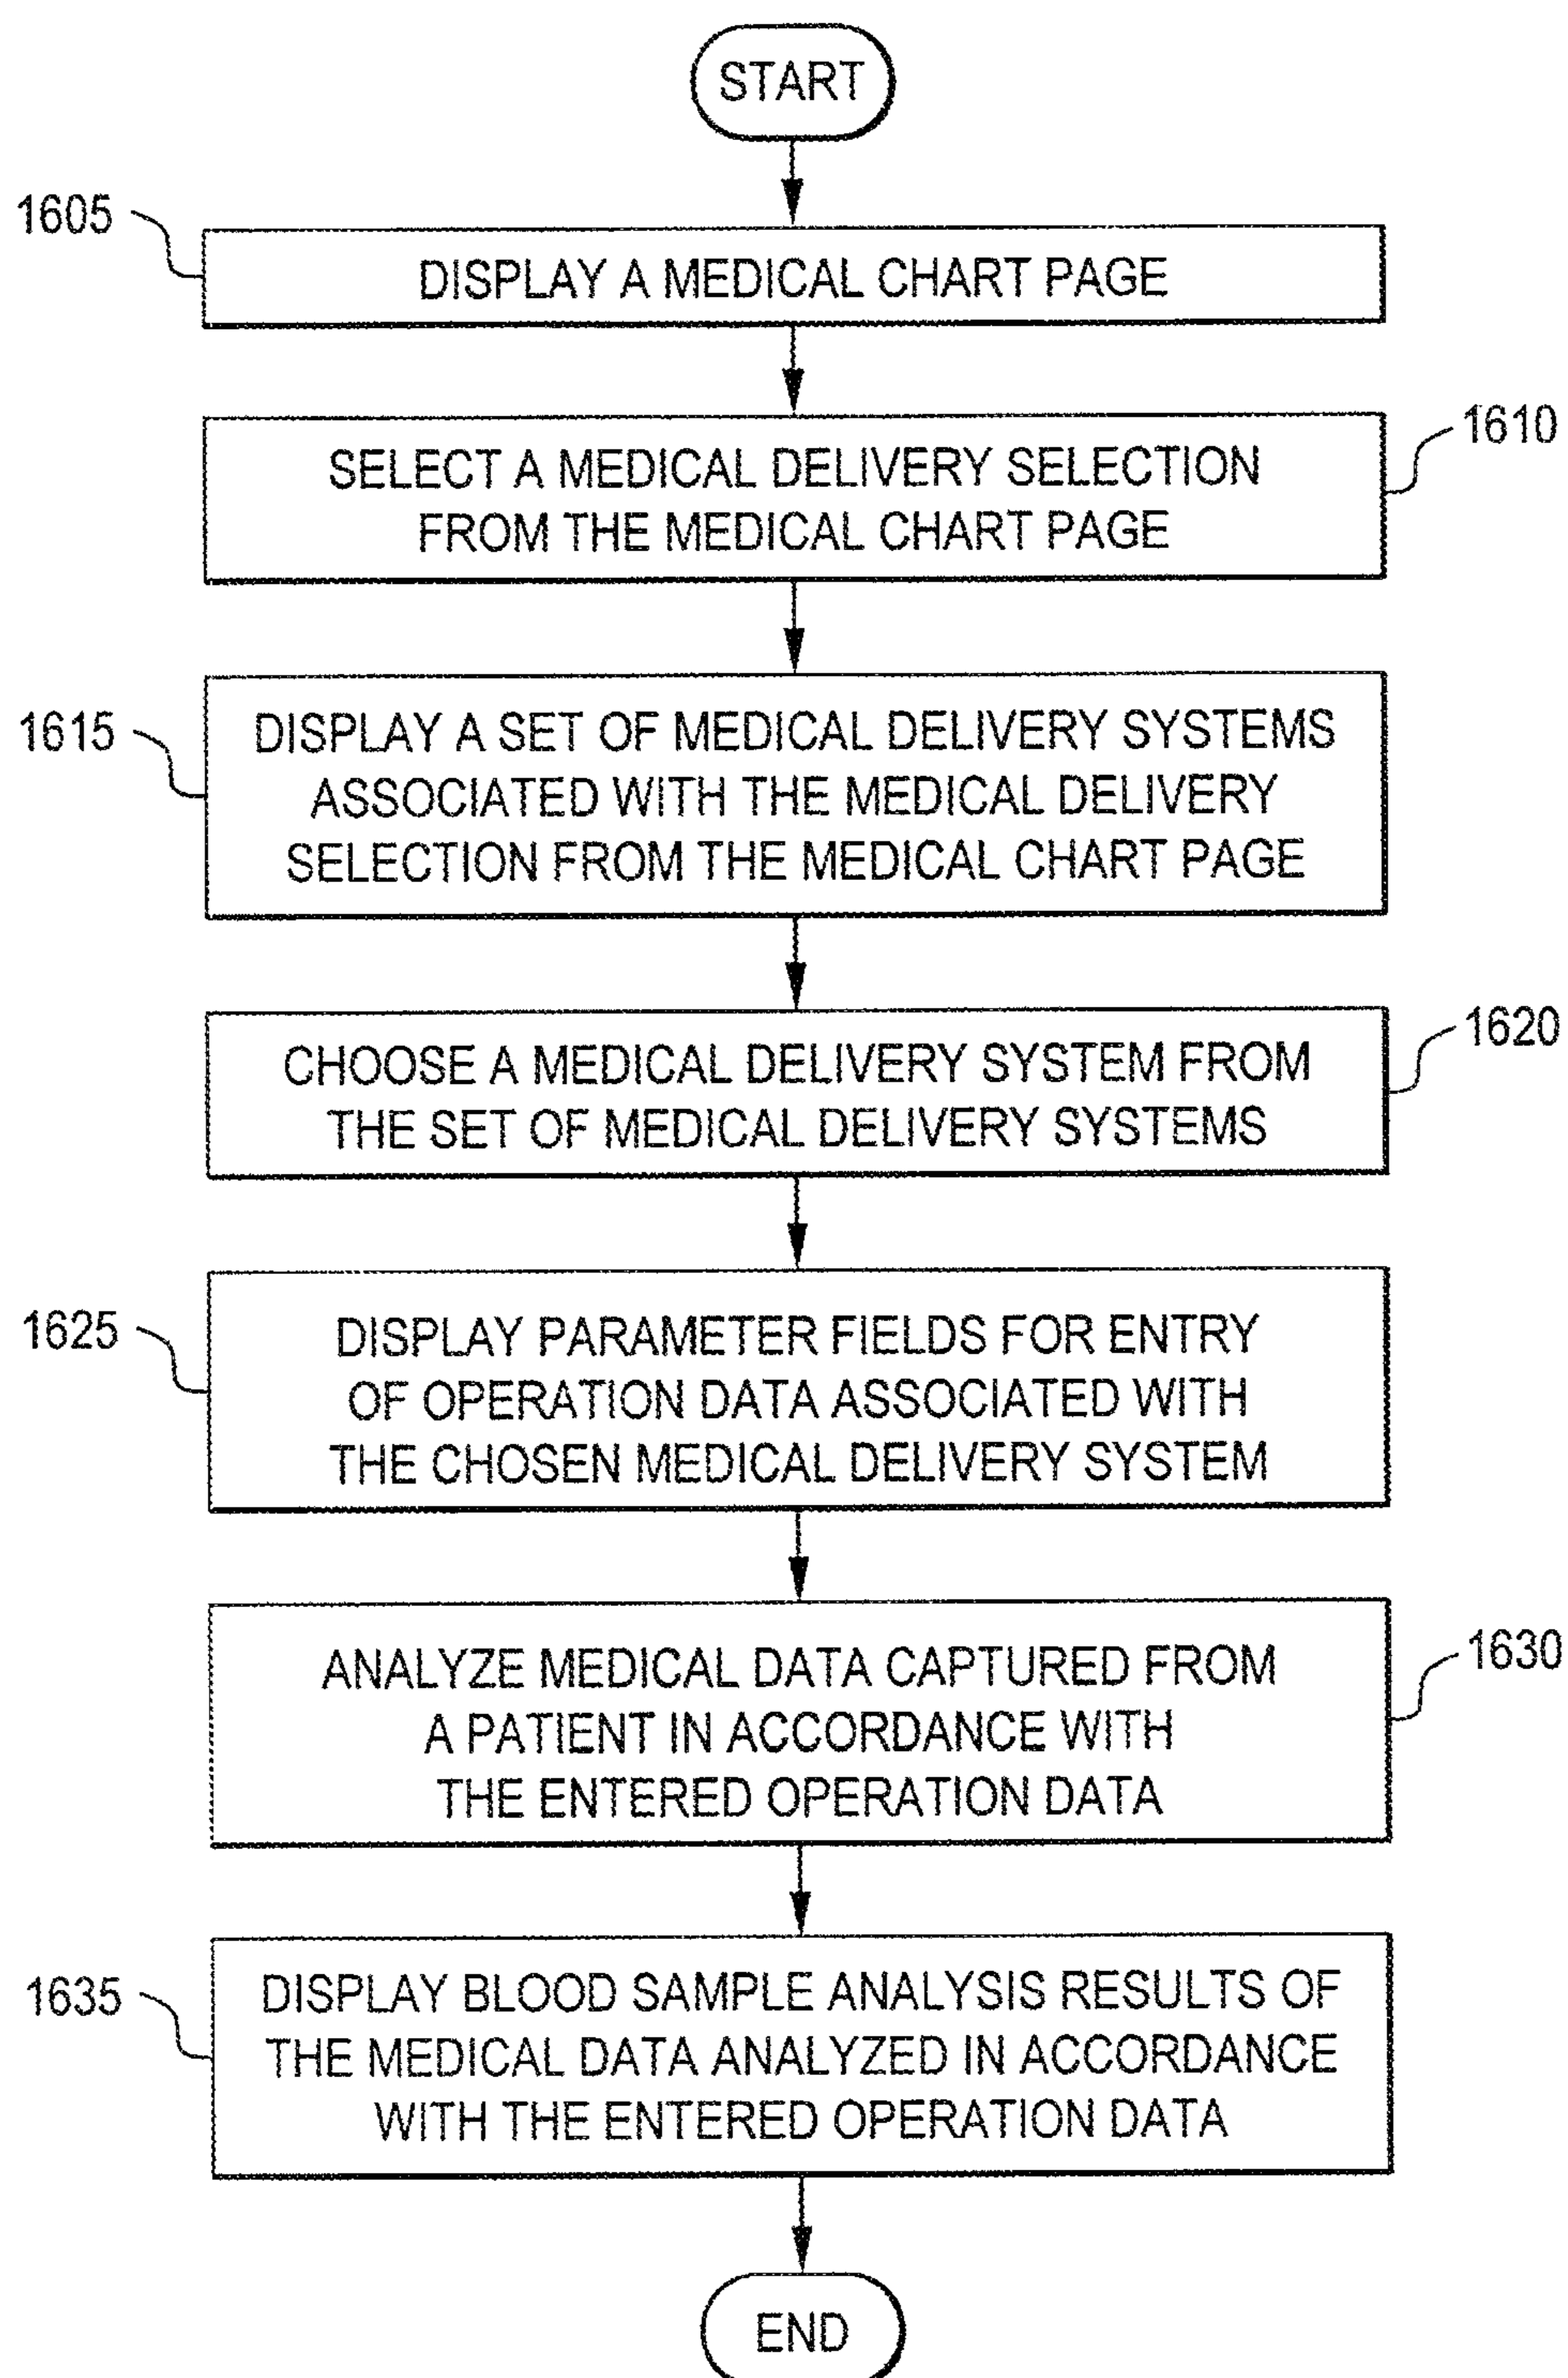 START
1605
DISPLAY A MEDICAL CHART PAGE
1610
SELECT A MEDICAL DELIVERY SELECTION
FROM THE MEDICAL CHART PAGE
1615
DISPLAY A SET OF MEDICAL DELIVERY SYSTEMS
ASSOCIATED WITH THE MEDICAL DELIVERY
SELECTION FROM THE MEDICAL CHART PAGE
1620
CHOOSE A MEDICAL DELIVERY SYSTEM FROM
THE SET OF MEDICAL DELIVERY SYSTEMS
1625
DISPLAY PARAMETER FIELDS FOR ENTRY
OF OPERATION DATA ASSOCIATED WITH
THE CHOSEN MEDICAL DELIVERY SYSTEM
1630
ANALYZE MEDICAL DATA CAPTURED FROM
A PATIENT IN ACCORDANCE WITH
THE ENTERED OPERATION DATA
1635
DISPLAY BLOOD SAMPLE ANALYSIS RESULTS OF
THE MEDICAL DATA ANALYZED IN ACCORDANCE
WITH THE ENTERED OPERATION DATA
END